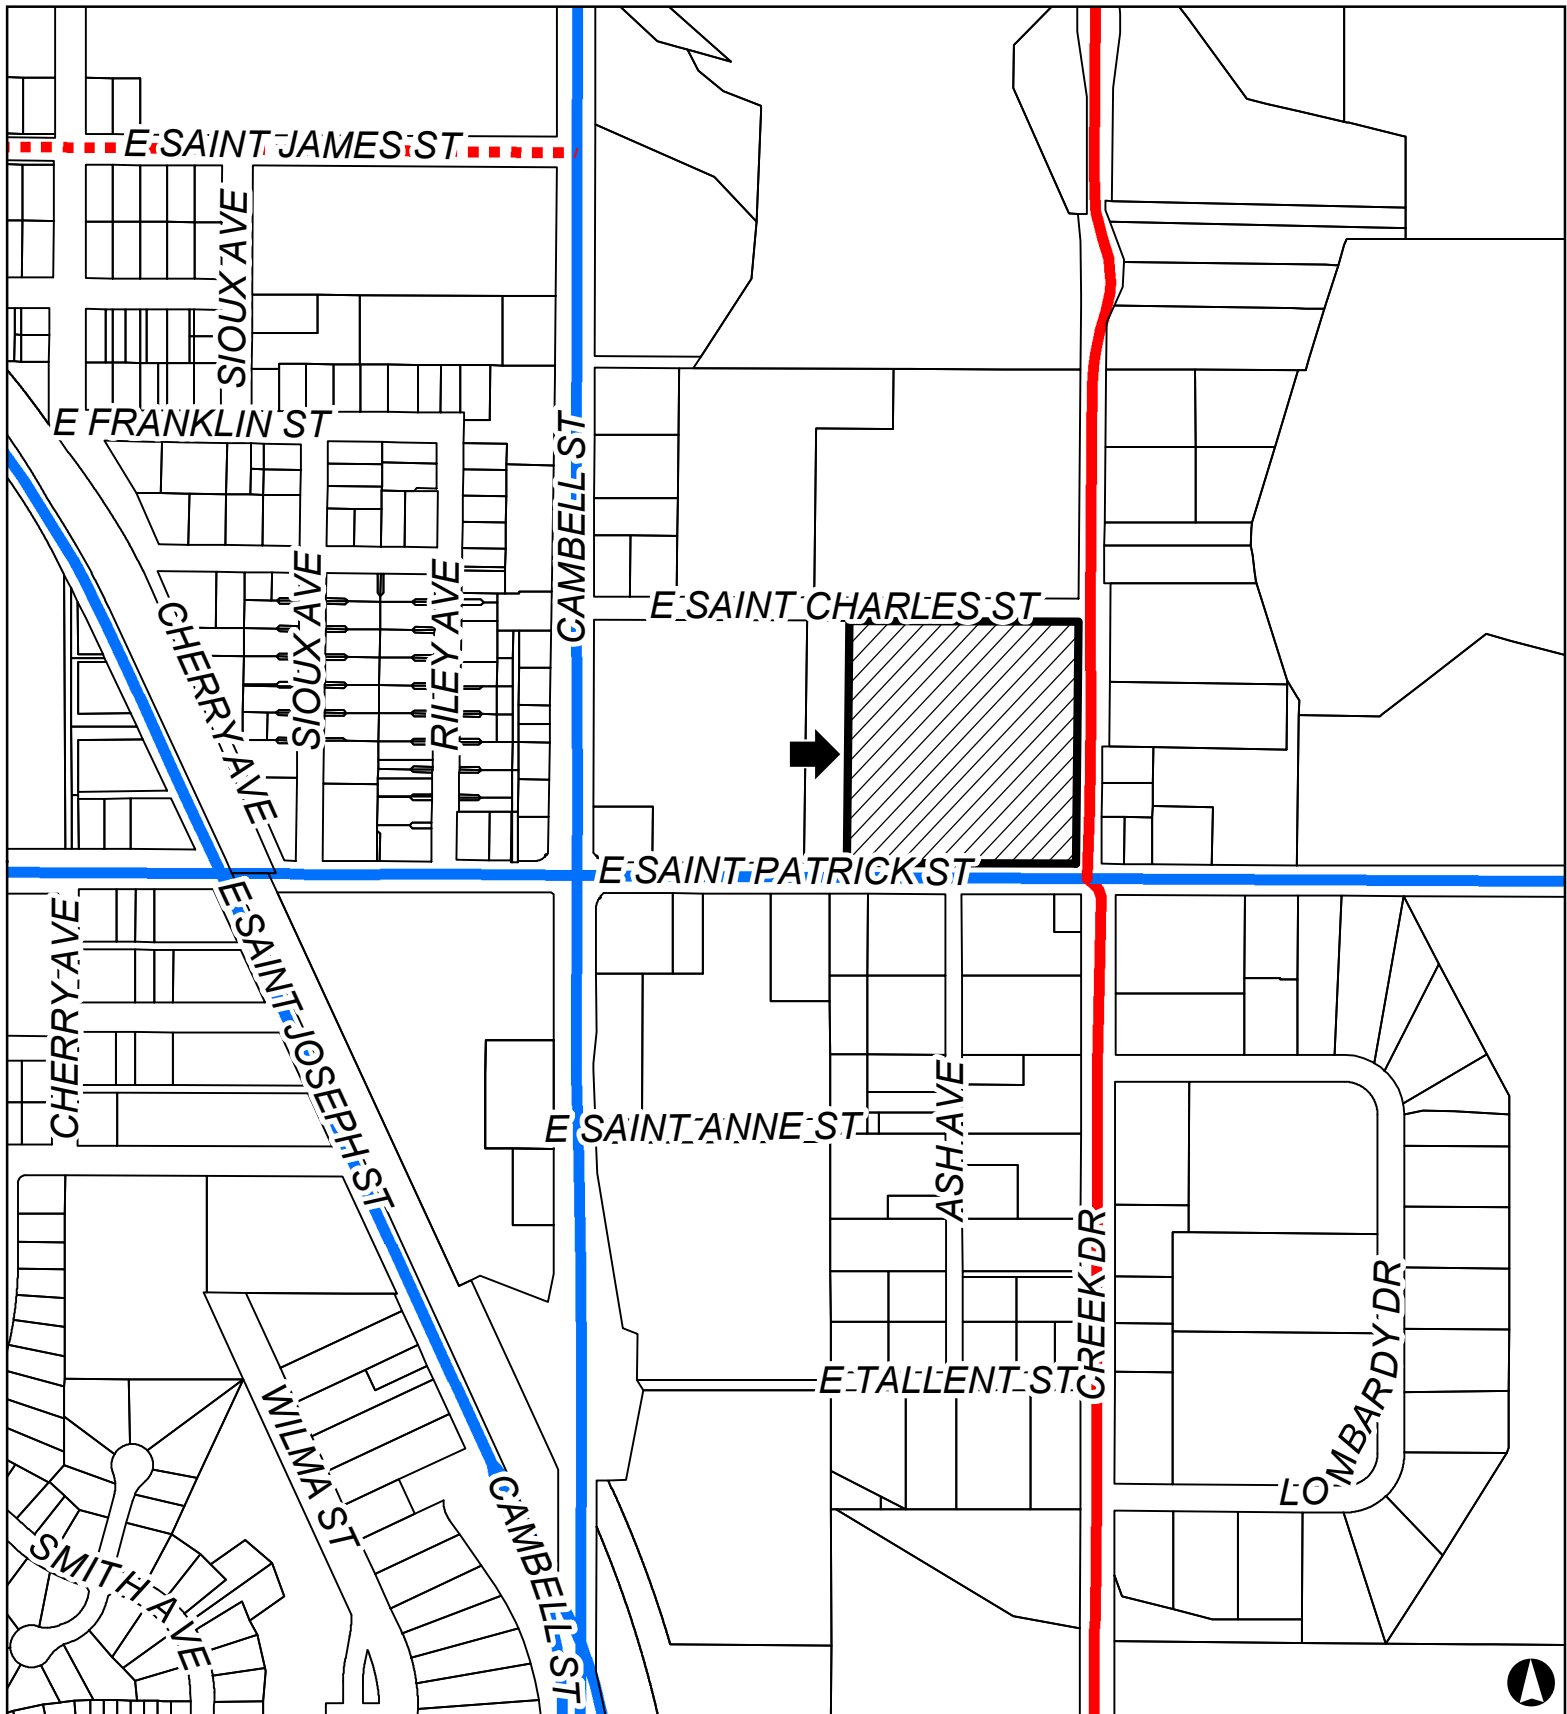 E SAINT JAMES ST
SIOUX AVE
E FRANKLIN ST
CAMBELL ST
SIOUX AVE
RILEY AVE
E SAINT CHARLES ST
CHERRY AVE
E SAINT PATRICK ST
CHERRY AVE
E SAINT JOSEPH ST
E SAINT ANNE ST
ASH AVE
CREEK DR
LOMBARDY DR
E TALLENT ST
WILMA ST
CAMBELL ST
SMITH AVE